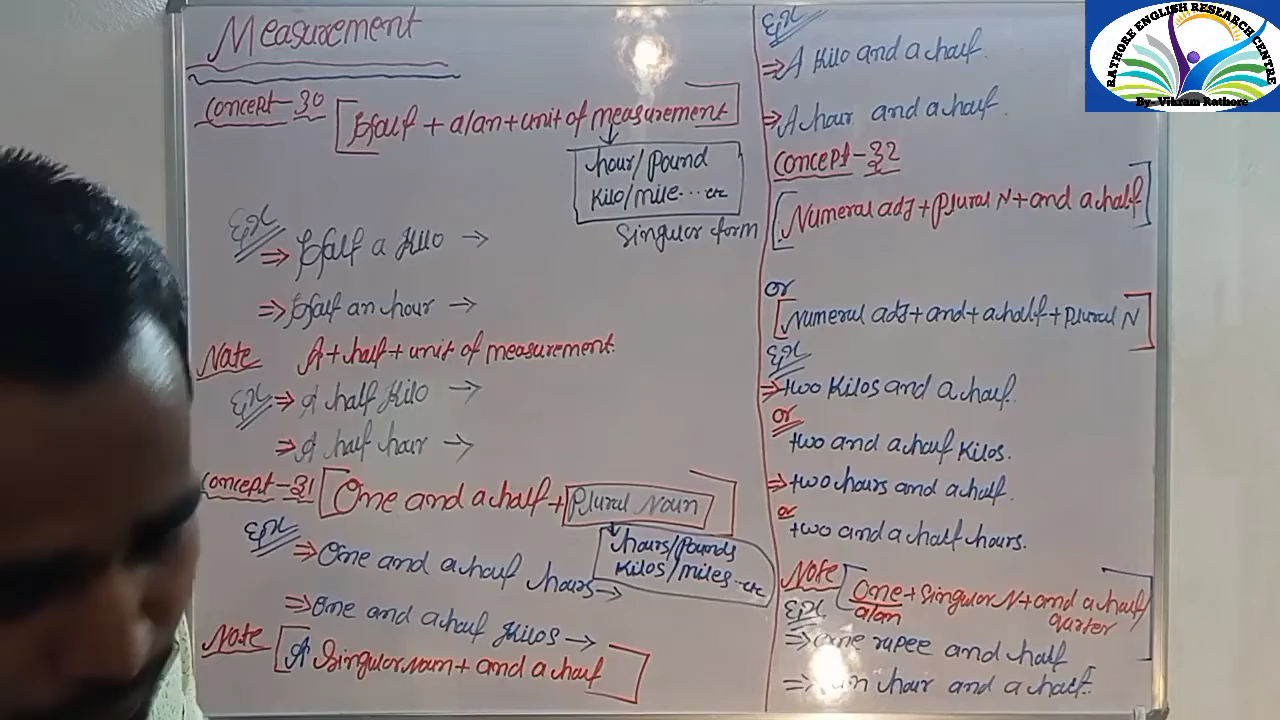 Measurement
Concept-30 [Half + a/an + unit of measurement]
hour/pound
Kilo/mile...etc
Singular form
Ex
⇒ Half a Kilo →
⇒ Half an hour →
Note A + half + unit of measurement.
Ex ⇒ A half Kilo →
⇒ A half hour →
Concept-31 [One and a half + Plural Noun]
hours/pounds
Kilos/miles...etc
Ex
⇒ One and a half hours →
⇒ One and a half Kilos →
Note [A Singular noun + and a half]
Ex
⇒ A Kilo and a half.
⇒ A hour and a half.
Concept-32
[Numeral adj + plural N + and a half]
or
[Numeral adj + and + a half + plural N]
Ex
⇒ two Kilos and a half.
or
two and a half Kilos.
⇒ two hours and a half.
or
two and a half hours.
Note [One + Singular N + and a half/
a/an quarter]
Ex
⇒ One rupee and half
⇒ an hour and a half.
RATHORE ENGLISH RESEARCH CENTRE
By- Vikram Rathore